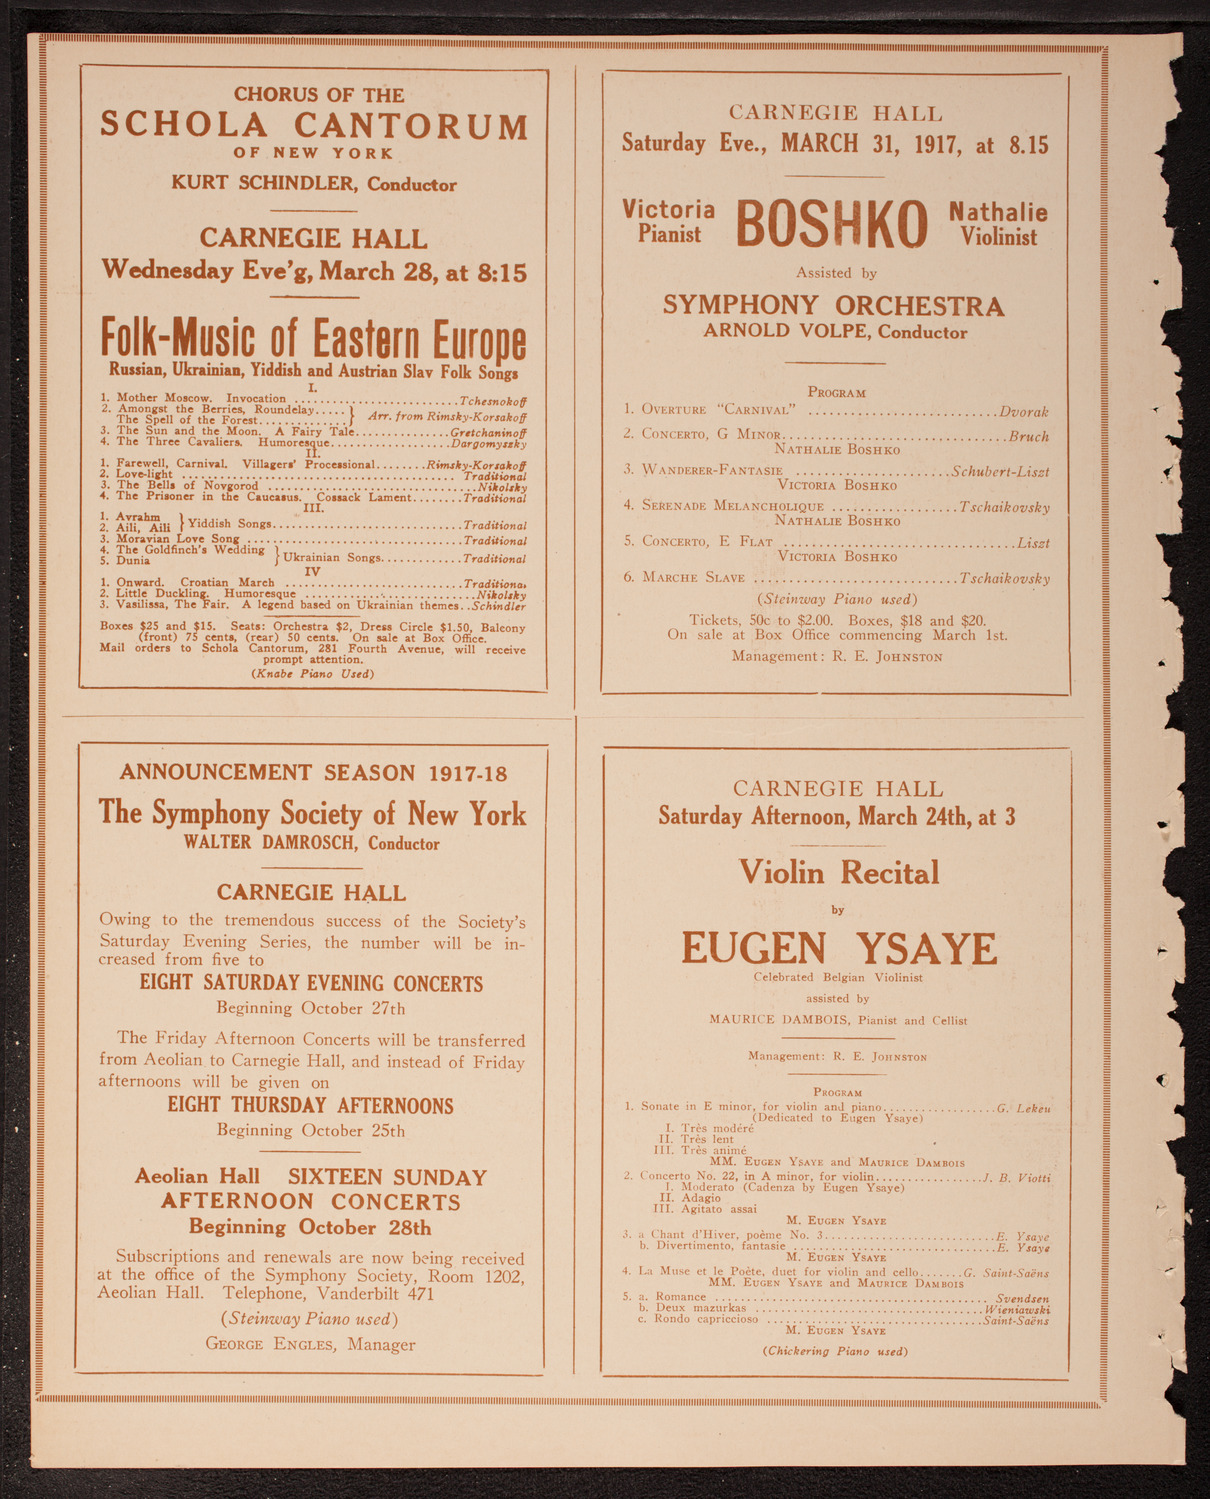 CHORUS OF THE
SCHOLA CANTORUM
OF NEW YORK
KURT SCHINDLER, Conductor
CARNEGIE HALL
Wednesday Eve'g, March 28, at 8:15
Folk-Music of Eastern Europe
Russian, Ukrainian, Yiddish and Austrian Slav Folk Songs
I.
1. Mother Moscow. Invocation ..........................Tchesnokoff
2. Amongst the Berries, Roundelay.....}
The Spell of the Forest..............} Arr. from Rimsky-Korsakoff
3. The Sun and the Moon. A Fairy Tale...............Gretchaninoff
4. The Three Cavaliers. Humoresque...................Dargomyszky
II.
1. Farewell, Carnival. Villagers' Processional........Rimsky-Korsakoff
2. Love-light ............................................ Traditional
3. The Bells of Novgorod ..................................Nikolsky
4. The Prisoner in the Caucasus. Cossack Lament........Traditional
III.
1. Avrahm
2. Aili, Aili } Yiddish Songs..............................Traditional
3. Moravian Love Song ..................................Traditional
4. The Goldfinch's Wedding
5. Dunia } Ukrainian Songs.............Traditional
IV
1. Onward. Croatian March ............................Traditional
2. Little Duckling. Humoresque ...........................Nikolsky
3. Vasilissa, The Fair. A legend based on Ukrainian themes..Schindler
Boxes $25 and $15. Seats: Orchestra $2, Dress Circle $1.50, Balcony
(front) 75 cents, (rear) 50 cents. On sale at Box Office.
Mail orders to Schola Cantorum, 281 Fourth Avenue, will receive
prompt attention.
(Knabe Piano Used)
CARNEGIE HALL
Saturday Eve., MARCH 31, 1917, at 8.15
Victoria BOSHKO Nathalie
Pianist Violinist
Assisted by
SYMPHONY ORCHESTRA
ARNOLD VOLPE, Conductor
PROGRAM
1. OVERTURE "CARNIVAL" ...........................Dvorak
2. CONCERTO, G MINOR................................Bruch
NATHALIE BOSHKO
3. WANDERER-FANTASIE ......................Schubert-Liszt
VICTORIA BOSHKO
4. SERENADE MELANCHOLIQUE ..................Tschaikovsky
NATHALIE BOSHKO
5. CONCERTO, E FLAT .................................Liszt
VICTORIA BOSHKO
6. MARCHE SLAVE .............................Tschaikovsky
(Steinway Piano used)
Tickets, 50c to $2.00. Boxes, $18 and $20.
On sale at Box Office commencing March 1st.
Management: R. E. JOHNSTON
ANNOUNCEMENT SEASON 1917-18
The Symphony Society of New York
WALTER DAMROSCH, Conductor
CARNEGIE HALL
Owing to the tremendous success of the Society's
Saturday Evening Series, the number will be in-
creased from five to
EIGHT SATURDAY EVENING CONCERTS
Beginning October 27th
The Friday Afternoon Concerts will be transferred
from Aeolian to Carnegie Hall, and instead of Friday
afternoons will be given on
EIGHT THURSDAY AFTERNOONS
Beginning October 25th
Aeolian Hall SIXTEEN SUNDAY
AFTERNOON CONCERTS
Beginning October 28th
Subscriptions and renewals are now being received
at the office of the Symphony Society, Room 1202,
Aeolian Hall. Telephone, Vanderbilt 471
(Steinway Piano used)
GEORGE ENGLES, Manager
CARNEGIE HALL
Saturday Afternoon, March 24th, at 3
Violin Recital
by
EUGEN YSAYE
Celebrated Belgian Violinist
assisted by
MAURICE DAMBOIS, Pianist and Cellist
Management: R. E. JOHNSTON
PROGRAM
1. Sonate in E minor, for violin and piano..................G. Lekeu
(Dedicated to Eugen Ysaye)
I. Très modéré
II. Très lent
III. Très animé
MM. EUGEN YSAYE and MAURICE DAMBOIS
2. Concerto No. 22, in A minor, for violin.................J. B. Viotti
I. Moderato (Cadenza by Eugen Ysaye)
II. Adagio
III. Agitato assai
M. EUGEN YSAYE
3. a Chant d'Hiver, poème No. 3...........................E. Ysaye
b. Divertimento, fantasie ................................E. Ysaye
M. EUGEN YSAYE
4. La Muse et le Poète, duet for violin and cello.......G. Saint-Saëns
MM. EUGEN YSAYE and MAURICE DAMBOIS
5. a. Romance ............................................. Svendsen
b. Deux mazurkas ....................................Wieniawski
c. Rondo capriccioso .................................Saint-Saëns
M. EUGEN YSAYE
(Chickering Piano used)